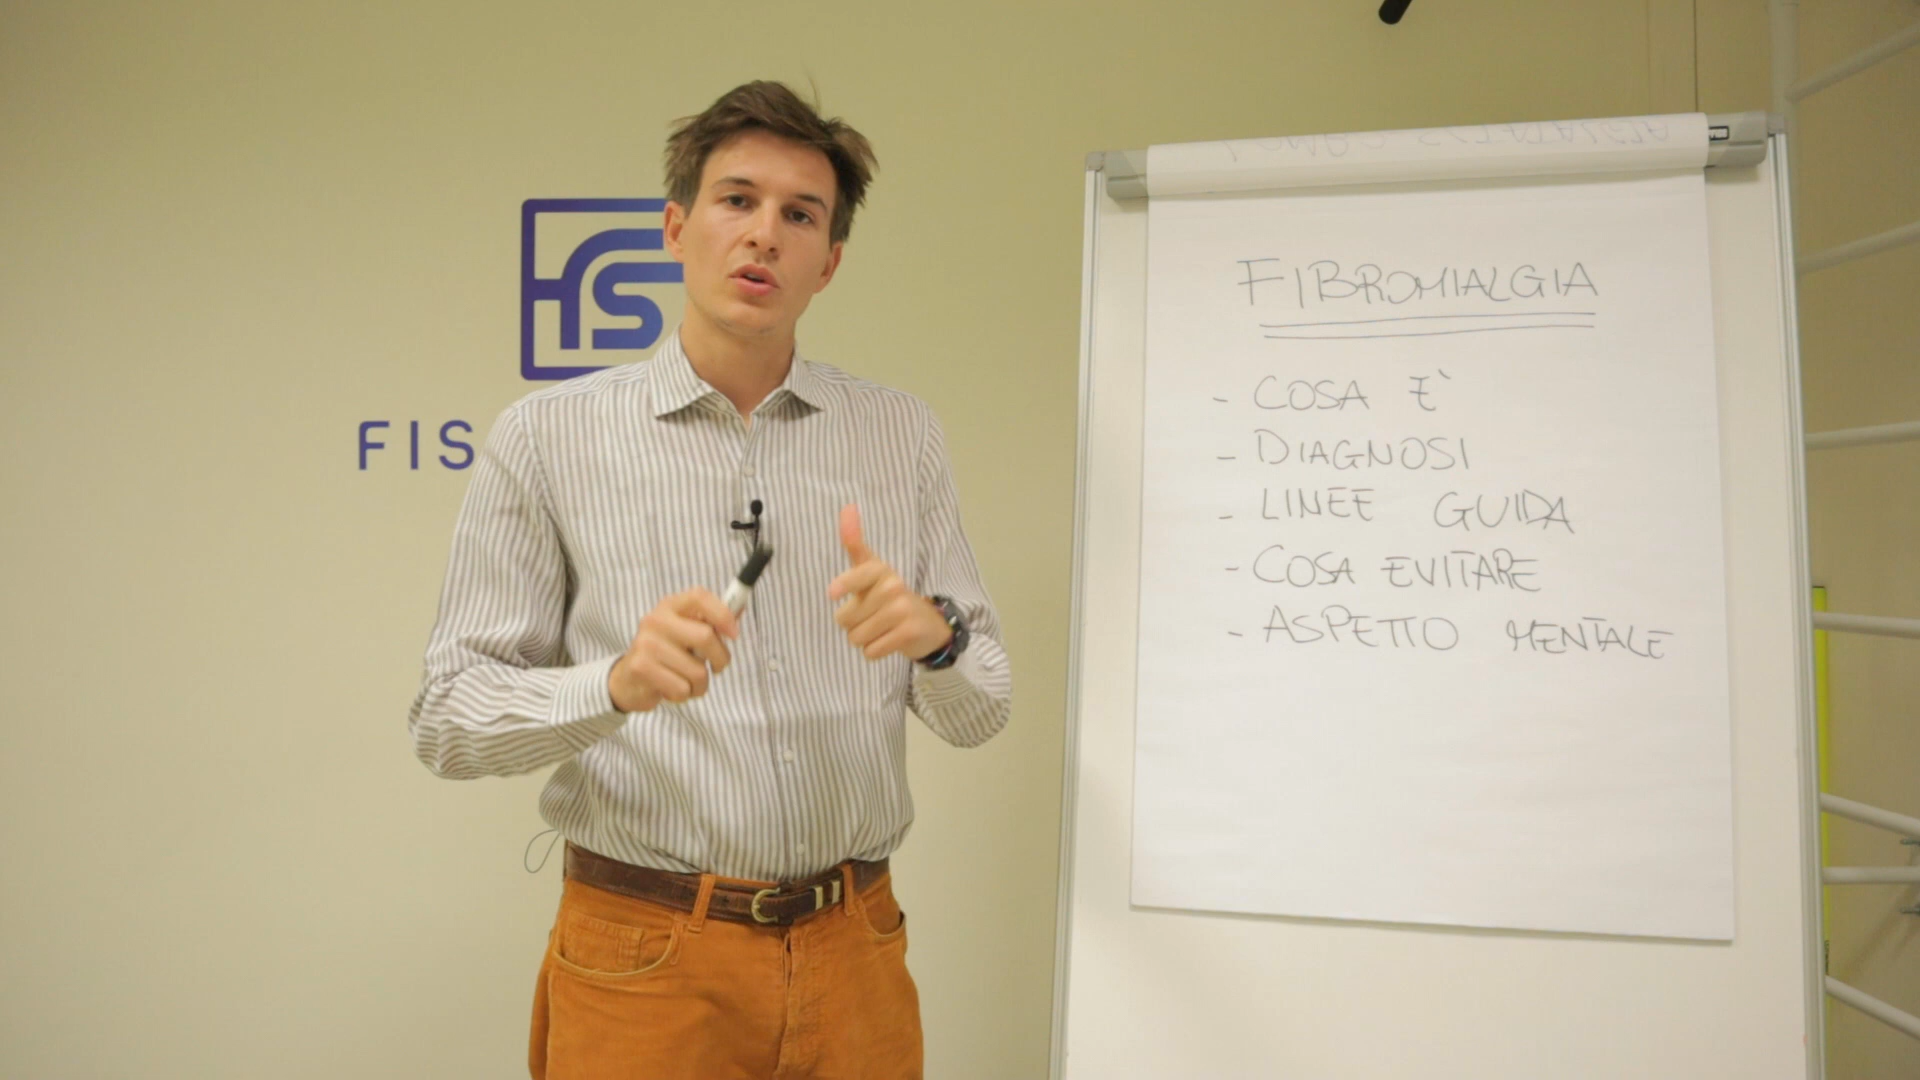 FIS
FIBROMIALGIA
- COSA E'
- DIAGNOSI
- LINEE GUIDA
- COSA EVITARE
- ASPETTO MENTALE